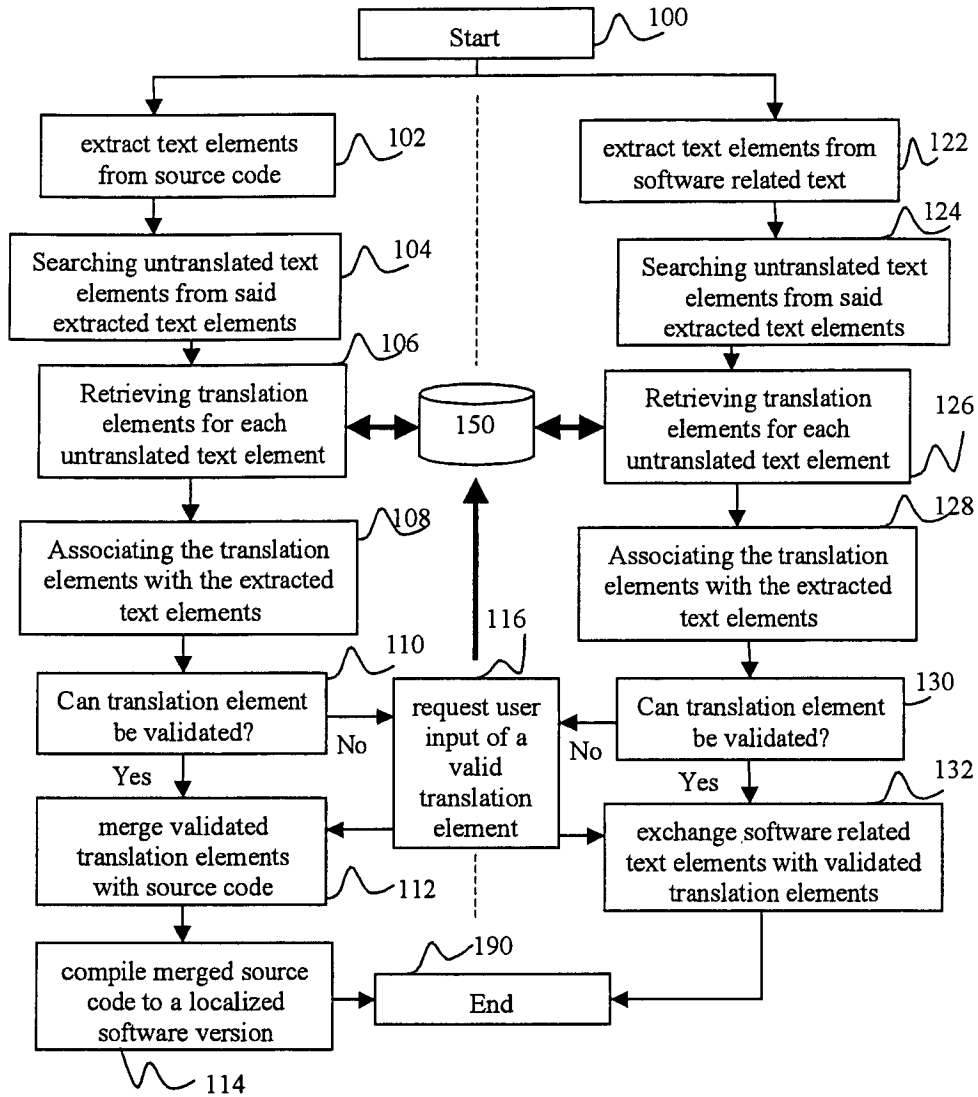 Start
100
extract text elements
from source code
102
extract text elements from
software related text
122
Searching untranslated text
elements from said
extracted text elements
104
Searching untranslated text
elements from said
extracted text elements
124
Retrieving translation
elements for each
untranslated text element
106
150
Retrieving translation
elements for each
untranslated text element
126
Associating the translation
elements with the extracted
text elements
108
Associating the translation
elements with the extracted
text elements
128
Can translation element
be validated?
110
No
Yes
request user
input of a
valid
translation
element
116
Can translation element
be validated?
130
No
Yes
merge validated
translation elements
with source code
112
exchange software related
text elements with validated
translation elements
132
compile merged source
code to a localized
software version
114
End
190